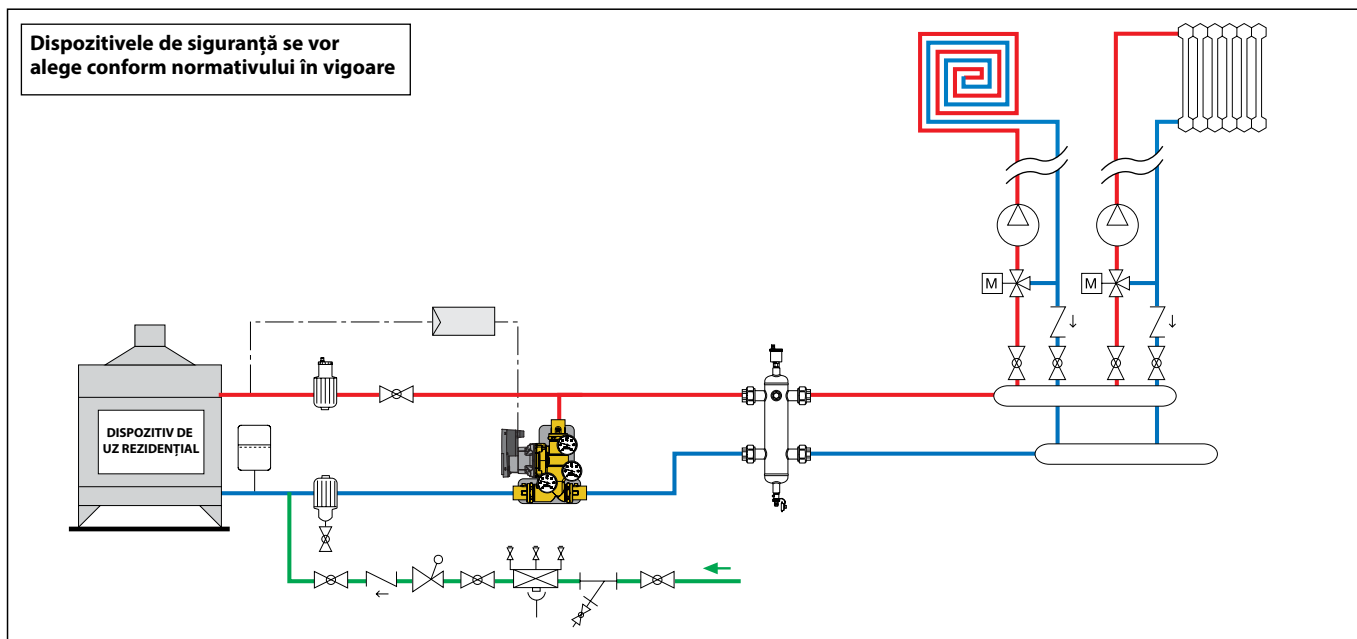 Dispozitivele de siguranță se vor
alege conform normativului în vigoare
M
M
DISPOZITIV DE
UZ REZIDENȚIAL